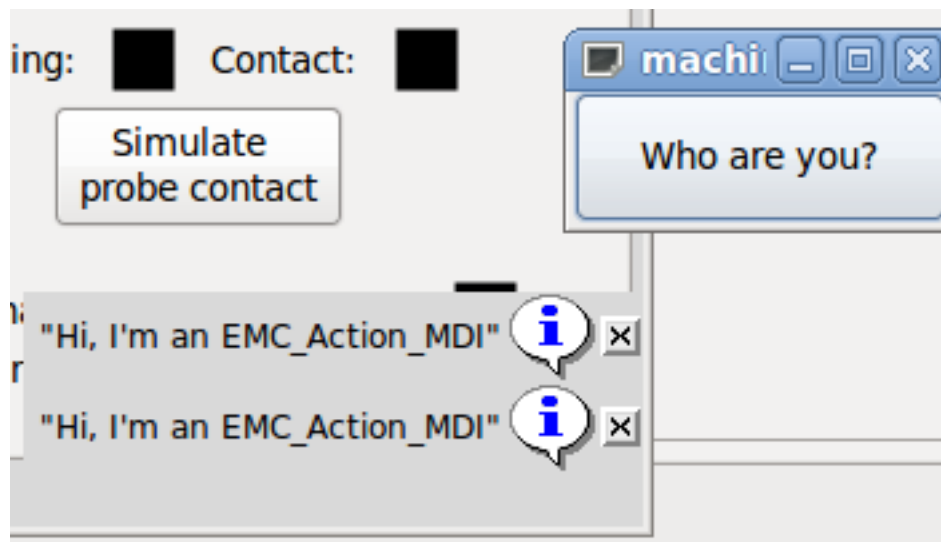 ing: Contact:
machi
Simulate
probe contact
Who are you?
"Hi, I'm an EMC_Action_MDI"
"Hi, I'm an EMC_Action_MDI"